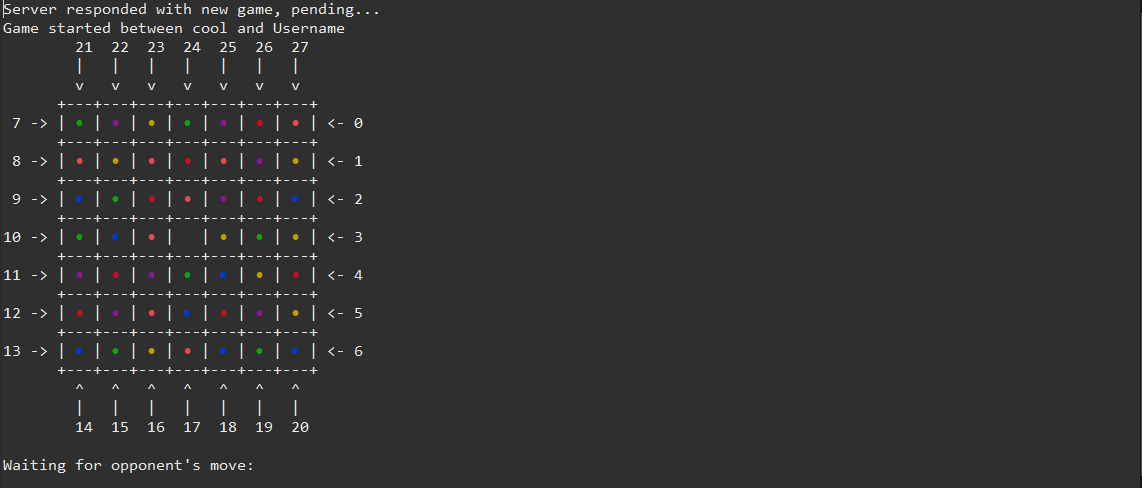 Server responded with new game, pending...
Game started between cool and Username
        21  22  23  24  25  26  27
        |   |   |   |   |   |   |
        v   v   v   v   v   v   v
      +---+---+---+---+---+---+---+
 7 -> | • | • | • | • | • | • | • | <- 0
      +---+---+---+---+---+---+---+
 8 -> | • | • | • | • | • | • | • | <- 1
      +---+---+---+---+---+---+---+
 9 -> | • | • | • | • | • | • | • | <- 2
      +---+---+---+---+---+---+---+
10 -> | • | • | • |   | • | • | • | <- 3
      +---+---+---+---+---+---+---+
11 -> | • | • | • | • | • | • | • | <- 4
      +---+---+---+---+---+---+---+
12 -> | • | • | • | • | • | • | • | <- 5
      +---+---+---+---+---+---+---+
13 -> | • | • | • | • | • | • | • | <- 6
      +---+---+---+---+---+---+---+
        ^   ^   ^   ^   ^   ^   ^
        |   |   |   |   |   |   |
        14  15  16  17  18  19  20
Waiting for opponent's move: